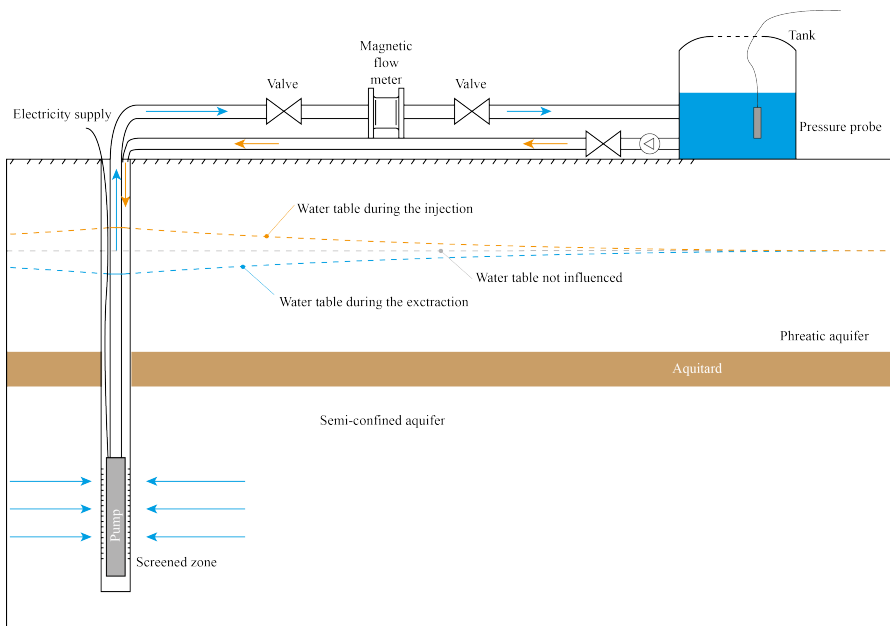 Tank
Magnetic
flow
meter
Valve
Valve
Electricity supply
Pressure probe
Water table during the injection
Water table not influenced
Water table during the exctraction
Phreatic aquifer
Aquitard
Semi-confined aquifer
Pump
Screened zone